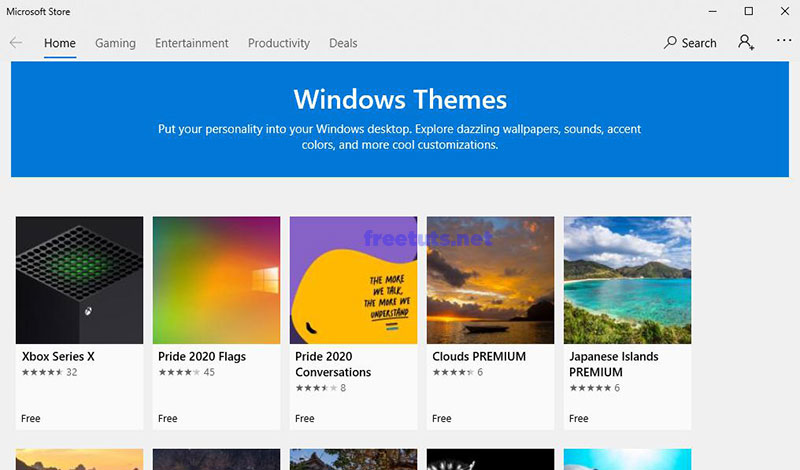 Microsoft Store
Home Gaming Entertainment Productivity Deals Search
Windows Themes
Put your personality into your Windows desktop. Explore dazzling wallpapers, sounds, accent
colors, and more cool customizations.
freetuts.net
THE MORE
WE TALK,
THE MORE WE
UNDERSTAND
Xbox Series X
32
Free
Pride 2020 Flags
45
Free
Pride 2020
Conversations
8
Free
Clouds PREMIUM
6
Free
Japanese Islands
PREMIUM
6
Free